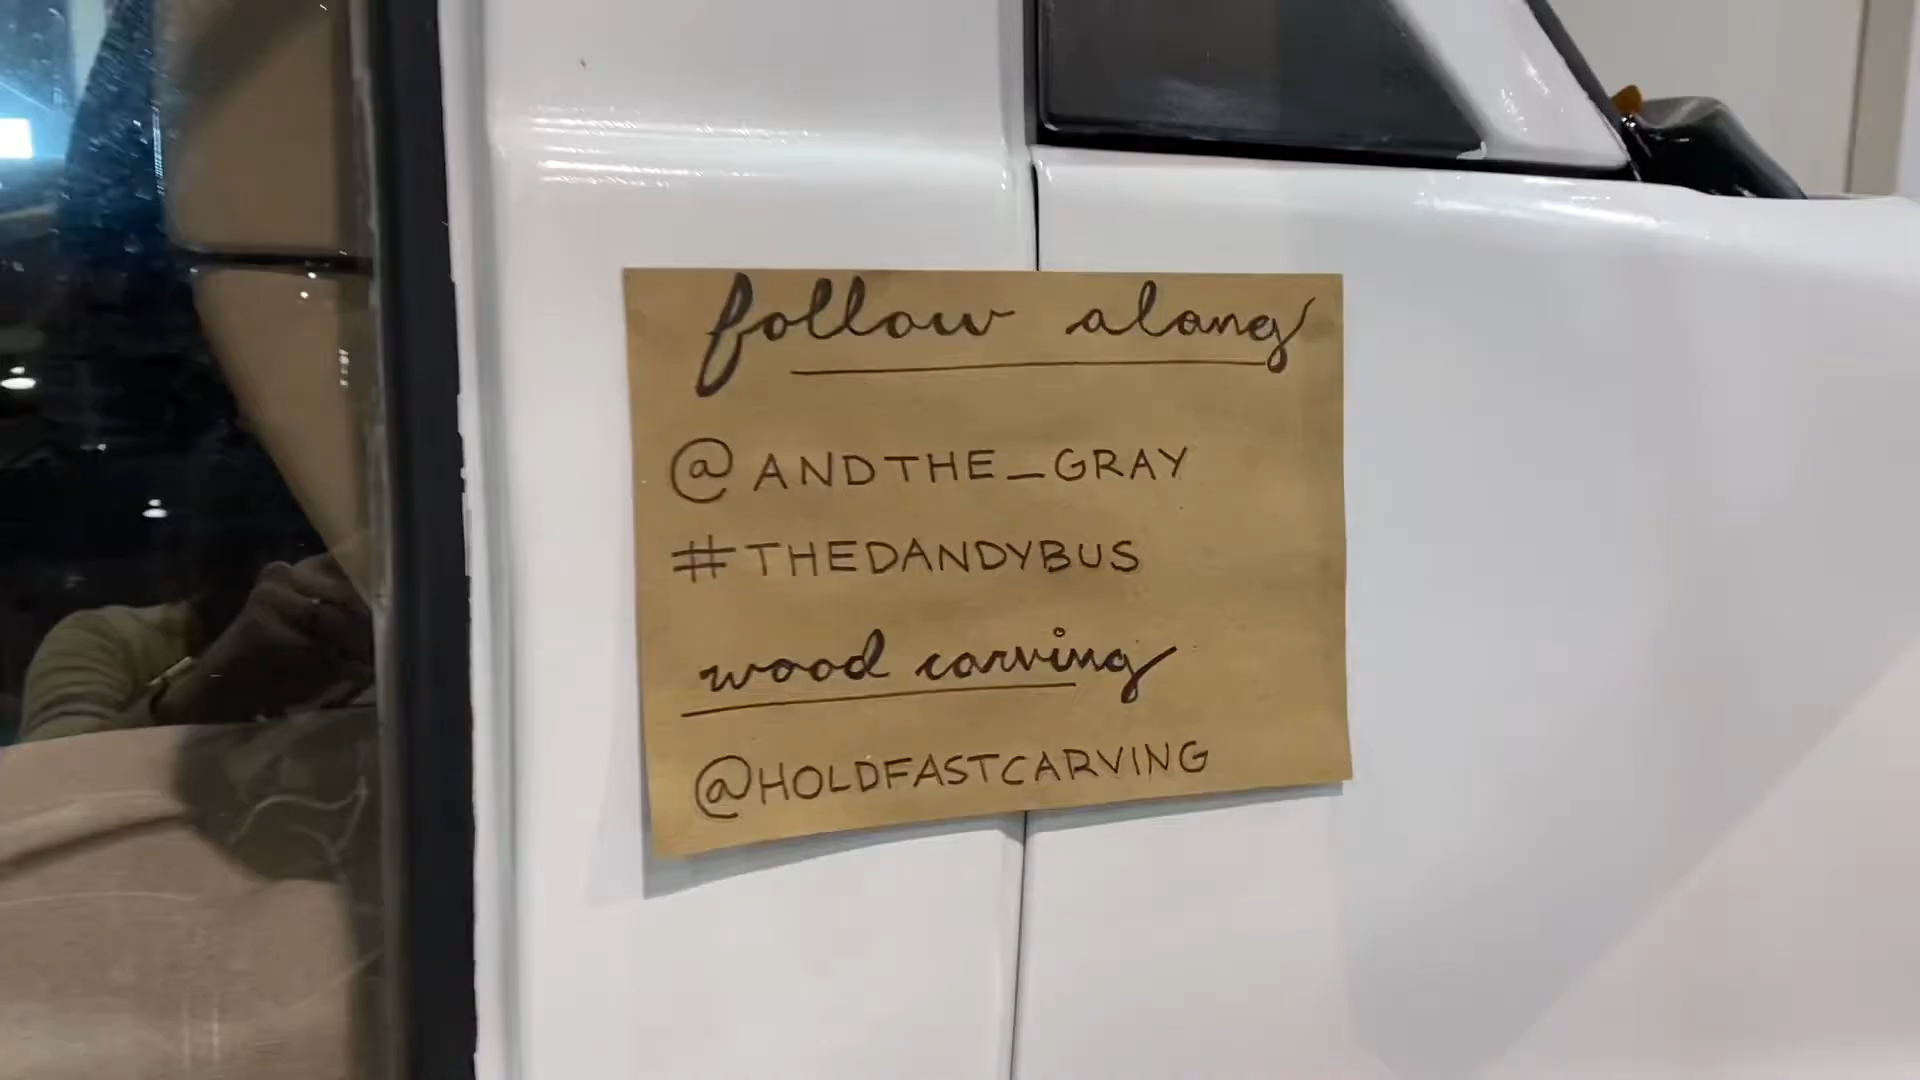 follow along
@ANDTHE_GRAY
#THEDANDYBUS
wood carving
@HOLDFASTCARVING